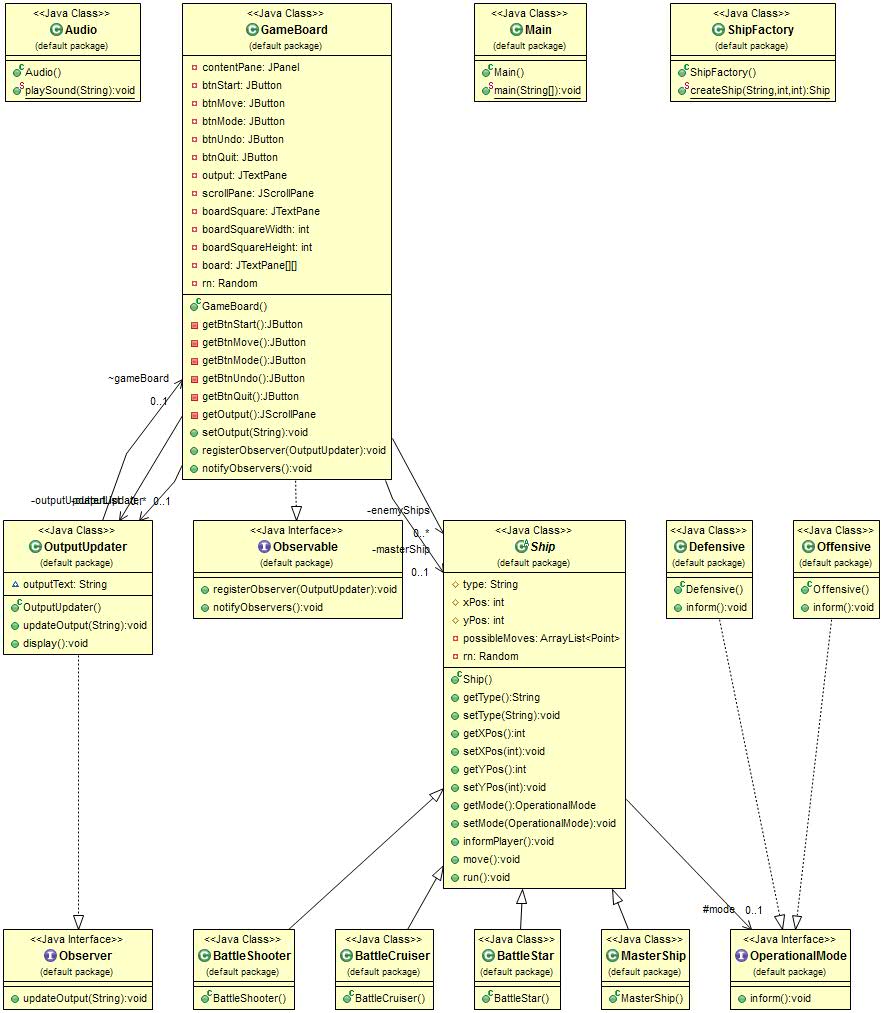 <<Java Class>>
Audio
(default package)
Audio()
playSound(String):void
<<Java Class>>
GameBoard
(default package)
contentPane: JPanel
btnStart: JButton
btnMove: JButton
btnMode: JButton
btnUndo: JButton
btnQuit: JButton
output: JTextPane
scrollPane: JScrollPane
boardSquare: JTextPane
boardSquareWidth: int
boardSquareHeight: int
board: JTextPane[][]
rn: Random
GameBoard()
getBtnStart():JButton
getBtnMove():JButton
getBtnMode():JButton
getBtnUndo():JButton
getBtnQuit():JButton
getOutput():JScrollPane
setOutput(String):void
registerObserver(OutputUpdater):void
notifyObservers():void
<<Java Class>>
Main
(default package)
Main()
main(String[]):void
<<Java Class>>
ShipFactory
(default package)
ShipFactory()
createShip(String,int,int):Ship
~gameBoard
0..1
0..1
-enemyShips
0..*
-masterShip
0..1
<<Java Class>>
OutputUpdater
(default package)
outputText: String
OutputUpdater()
updateOutput(String):void
display():void
<<Java Interface>>
Observable
(default package)
registerObserver(OutputUpdater):void
notifyObservers():void
<<Java Class>>
Ship
(default package)
type: String
xPos: int
yPos: int
possibleMoves: ArrayList<Point>
rn: Random
Ship()
getType():String
setType(String):void
getXPos():int
setXPos(int):void
getYPos():int
setYPos(int):void
getMode():OperationalMode
setMode(OperationalMode):void
informPlayer():void
move():void
run():void
<<Java Class>>
Defensive
(default package)
Defensive()
inform():void
<<Java Class>>
Offensive
(default package)
Offensive()
inform():void
#mode
0..1
<<Java Interface>>
Observer
(default package)
updateOutput(String):void
<<Java Class>>
BattleShooter
(default package)
BattleShooter()
<<Java Class>>
BattleCruiser
(default package)
BattleCruiser()
<<Java Class>>
BattleStar
(default package)
BattleStar()
<<Java Class>>
MasterShip
(default package)
MasterShip()
<<Java Interface>>
OperationalMode
(default package)
inform():void